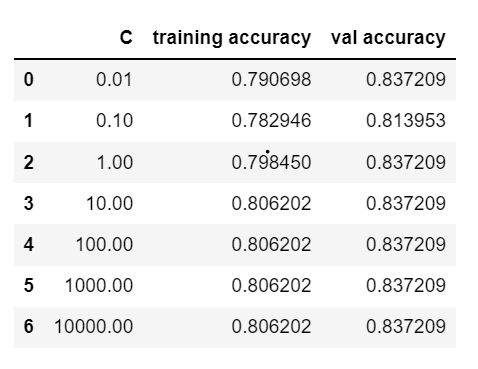 C training accuracy val accuracy
0 0.01 0.790698 0.837209
1 0.10 0.782946 0.813953
2 1.00 0.798450 0.837209
3 10.00 0.806202 0.837209
4 100.00 0.806202 0.837209
5 1000.00 0.806202 0.837209
6 10000.00 0.806202 0.837209